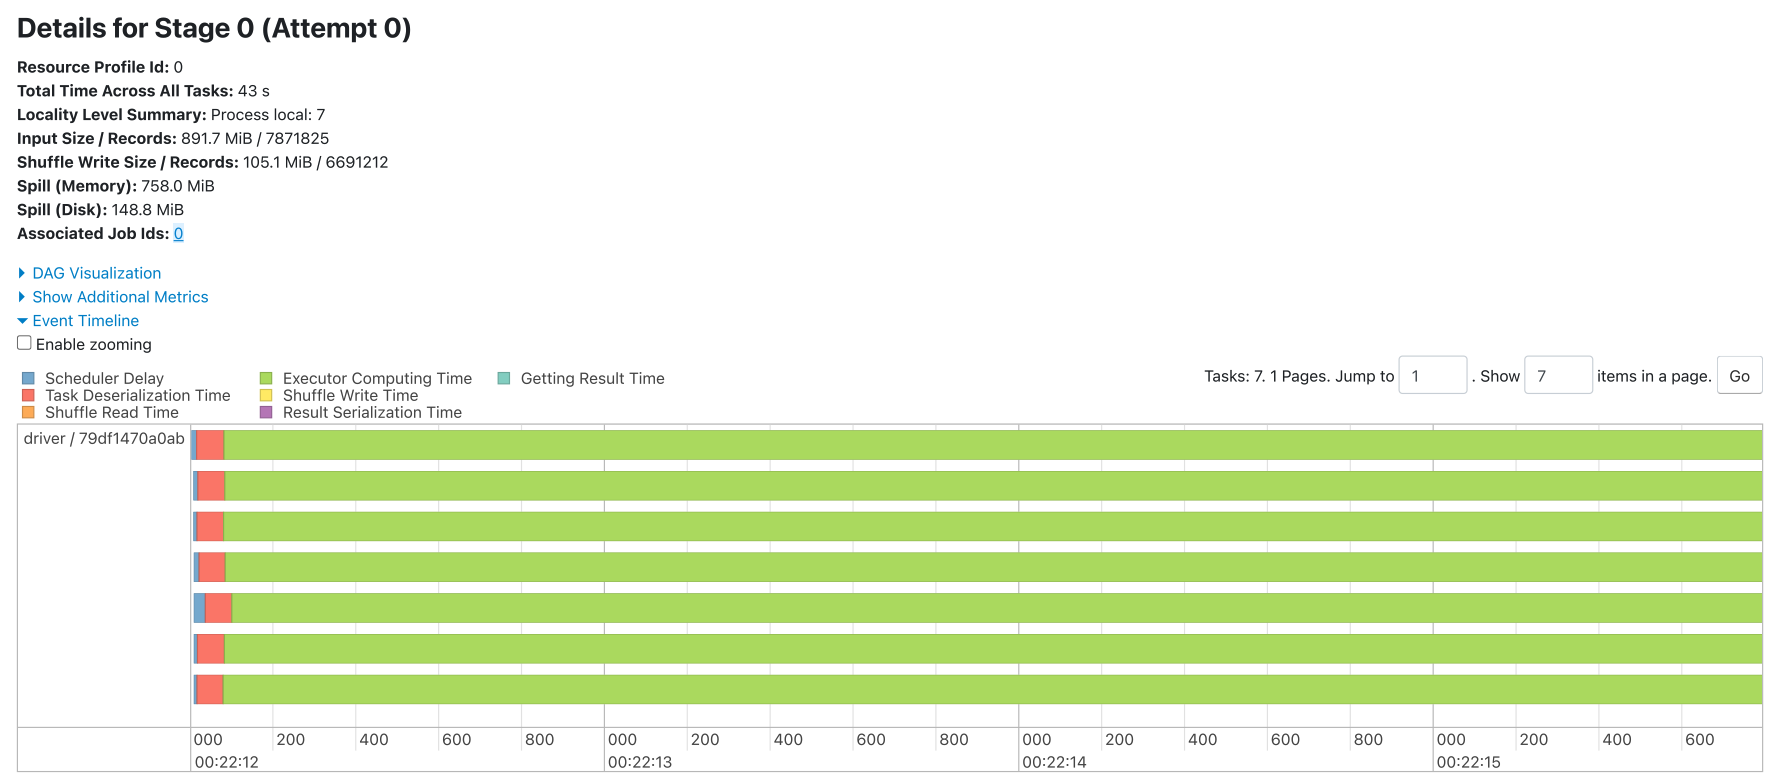 Details for Stage 0 (Attempt 0)
Resource Profile Id: 0
Total Time Across All Tasks: 43 s
Locality Level Summary: Process local: 7
Input Size / Records: 891.7 MiB / 7871825
Shuffle Write Size / Records: 105.1 MiB / 6691212
Spill (Memory): 758.0 MiB
Spill (Disk): 148.8 MiB
Associated Job Ids: 0
DAG Visualization
Show Additional Metrics
Event Timeline
Enable zooming
Scheduler Delay Executor Computing Time Getting Result Time
Task Deserialization Time Shuffle Write Time
Shuffle Read Time Result Serialization Time
Tasks: 7. 1 Pages. Jump to 1 . Show 7 items in a page. Go
driver / 79df1470a0ab
000 200 400 600 800 000 200 400 600 800 000 200 400 600 800 000 200 400 600
00:22:12 00:22:13 00:22:14 00:22:15